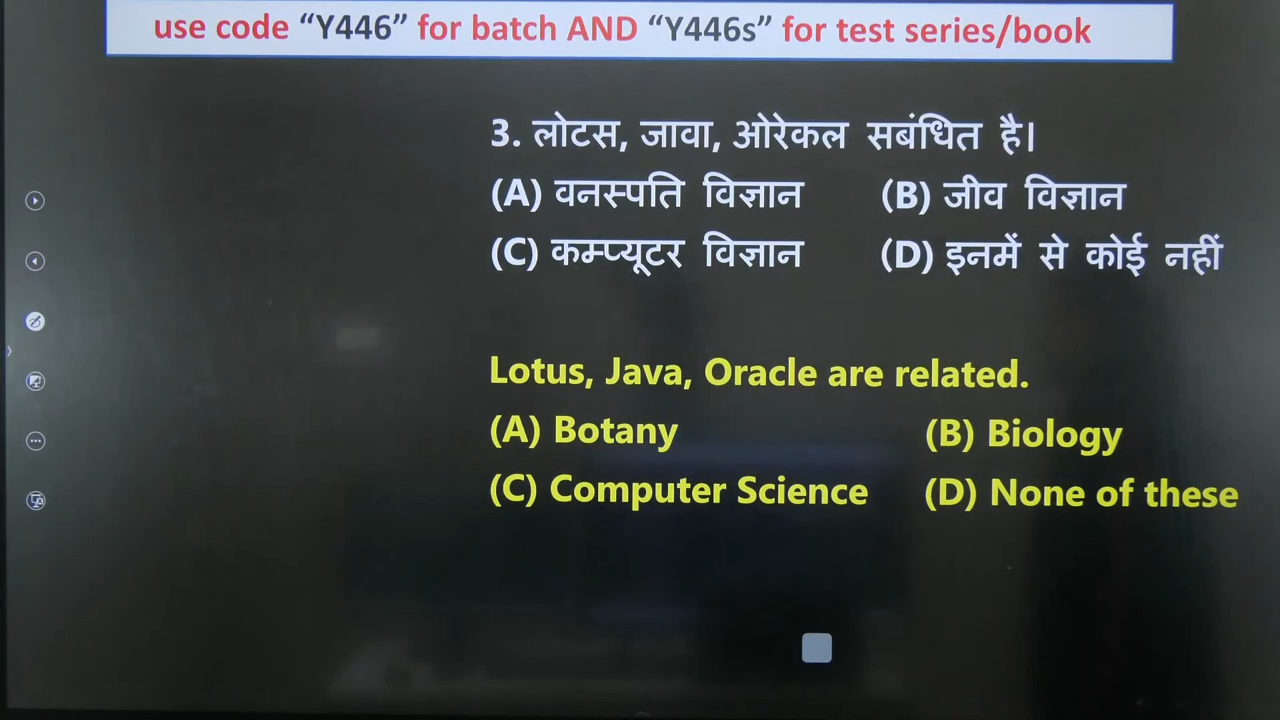 use code “Y446” for batch AND “Y446s” for test series/book
3. लोटस, जावा, ओरेकल सबंधित है।
(A) वनस्पति विज्ञान (B) जीव विज्ञान
(C) कम्प्यूटर विज्ञान (D) इनमें से कोई नहीं
Lotus, Java, Oracle are related.
(A) Botany (B) Biology
(C) Computer Science (D) None of these